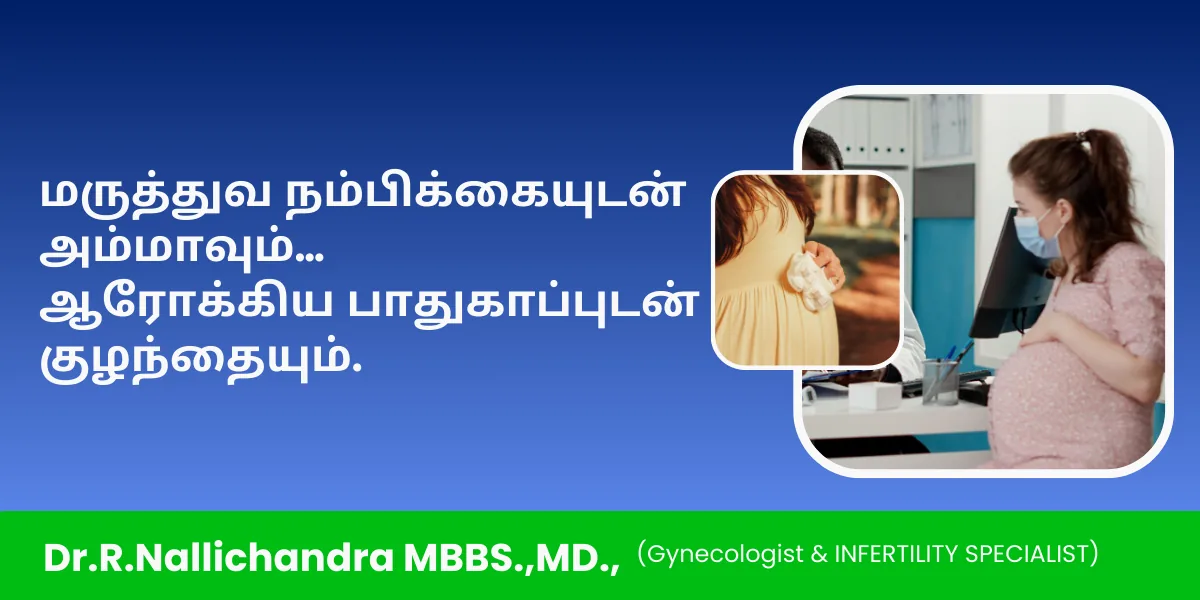 மருத்துவ நம்பிக்கையுடன்
அம்மாவும்...
ஆரோக்கிய பாதுகாப்புடன்
குழந்தையும்.
Dr.R.Nallichandra MBBS.,MD., (Gynecologist & INFERTILITY SPECIALIST)